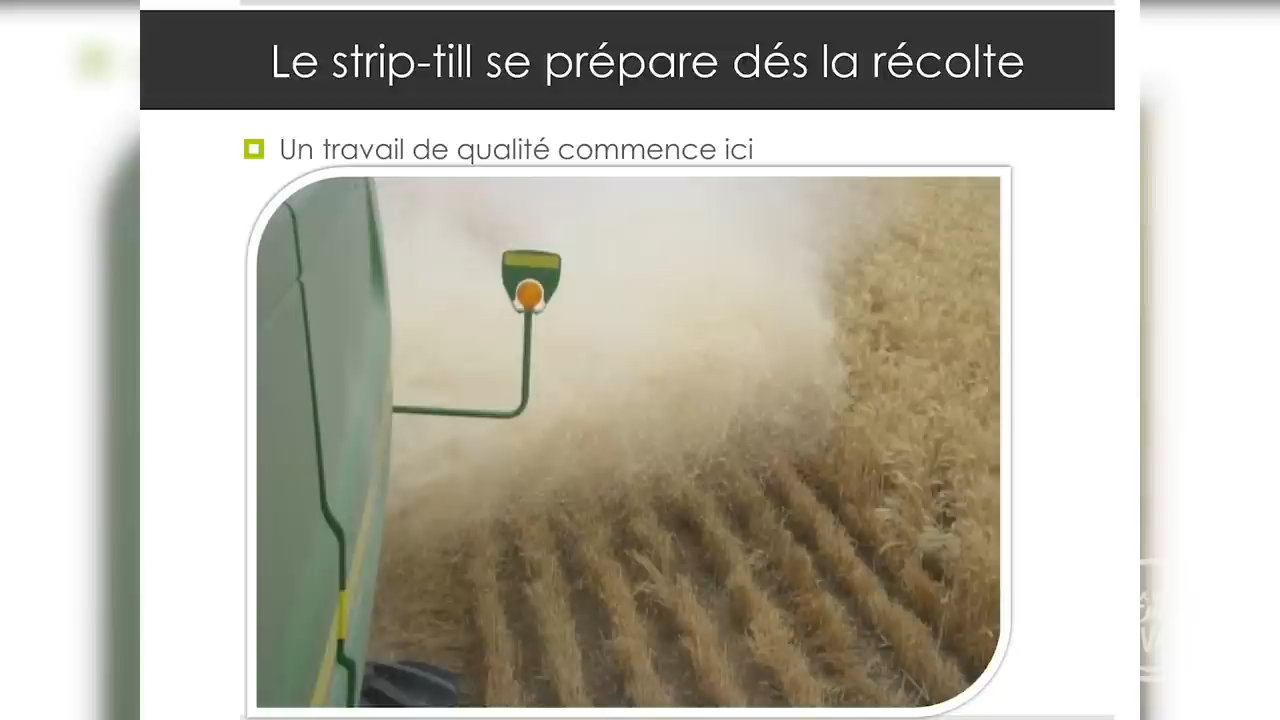 Le strip-till se prépare dés la récolte
Un travail de qualité commence ici